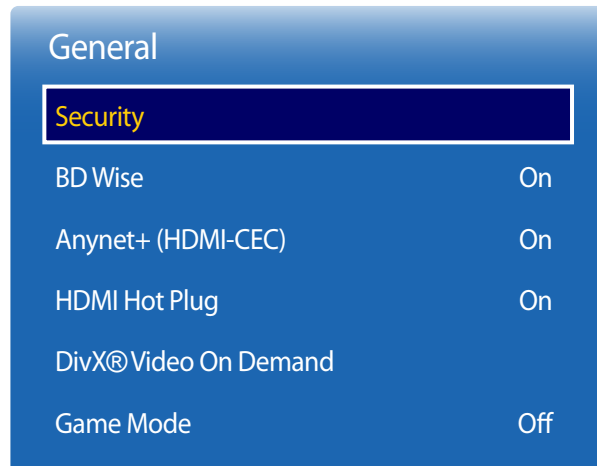 General
Security
BD Wise On
Anynet+ (HDMI-CEC) On
HDMI Hot Plug On
DivX® Video On Demand
Game Mode Off